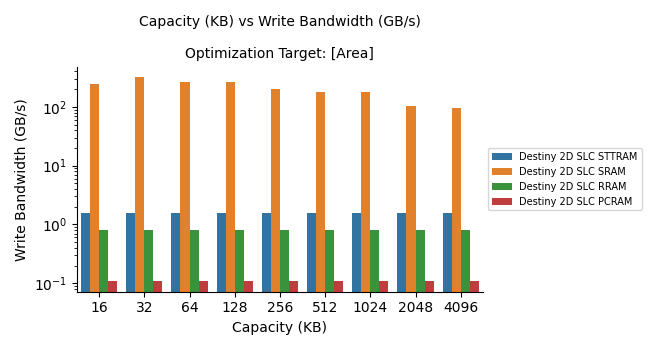 Capacity (KB) vs Write Bandwidth (GB/s)
Optimization Target: [Area]
Write Bandwidth (GB/s)
10²
10¹
10⁰
10⁻¹
16 32 64 128 256 512 1024 2048 4096
Capacity (KB)
Destiny 2D SLC STTRAM
Destiny 2D SLC SRAM
Destiny 2D SLC RRAM
Destiny 2D SLC PCRAM